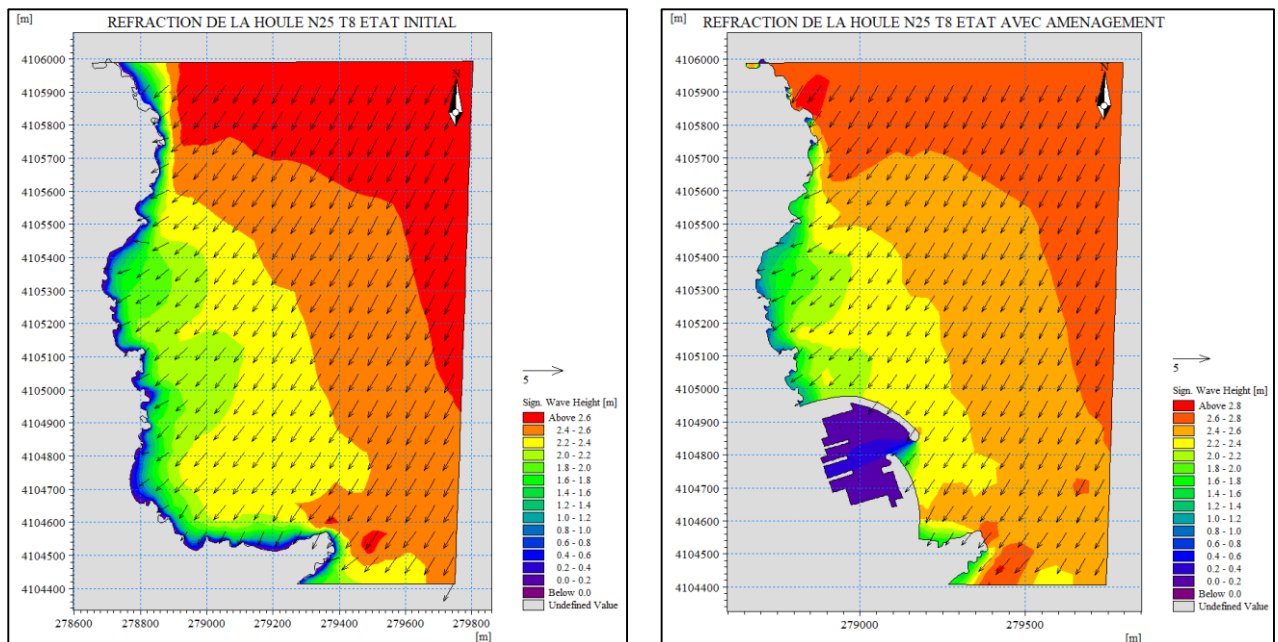 [m] REFRACTION DE LA HOULE N25 T8 ETAT INITIAL
N
4106000
4105900
4105800
4105700
4105600
4105500
4105400
4105300
4105200
4105100
4105000
4104900
4104800
4104700
4104600
4104500
4104400
5
Sign. Wave Height [m]
Above 2.6
2.4 - 2.6
2.2 - 2.4
2.0 - 2.2
1.8 - 2.0
1.6 - 1.8
1.4 - 1.6
1.2 - 1.4
1.0 - 1.2
0.8 - 1.0
0.6 - 0.8
0.4 - 0.6
0.2 - 0.4
0.0 - 0.2
Below 0.0
Undefined Value
278600 278800 279000 279200 279400 279600 279800
[m]
[m] REFRACTION DE LA HOULE N25 T8 ETAT AVEC AMENAGEMENT
N
4106000
4105900
4105800
4105700
4105600
4105500
4105400
4105300
4105200
4105100
4105000
4104900
4104800
4104700
4104600
4104500
4104400
5
Sign. Wave Height [m]
Above 2.8
2.6 - 2.8
2.4 - 2.6
2.2 - 2.4
2.0 - 2.2
1.8 - 2.0
1.6 - 1.8
1.4 - 1.6
1.2 - 1.4
1.0 - 1.2
0.8 - 1.0
0.6 - 0.8
0.4 - 0.6
0.2 - 0.4
0.0 - 0.2
Below 0.0
Undefined Value
279000 279500
[m]